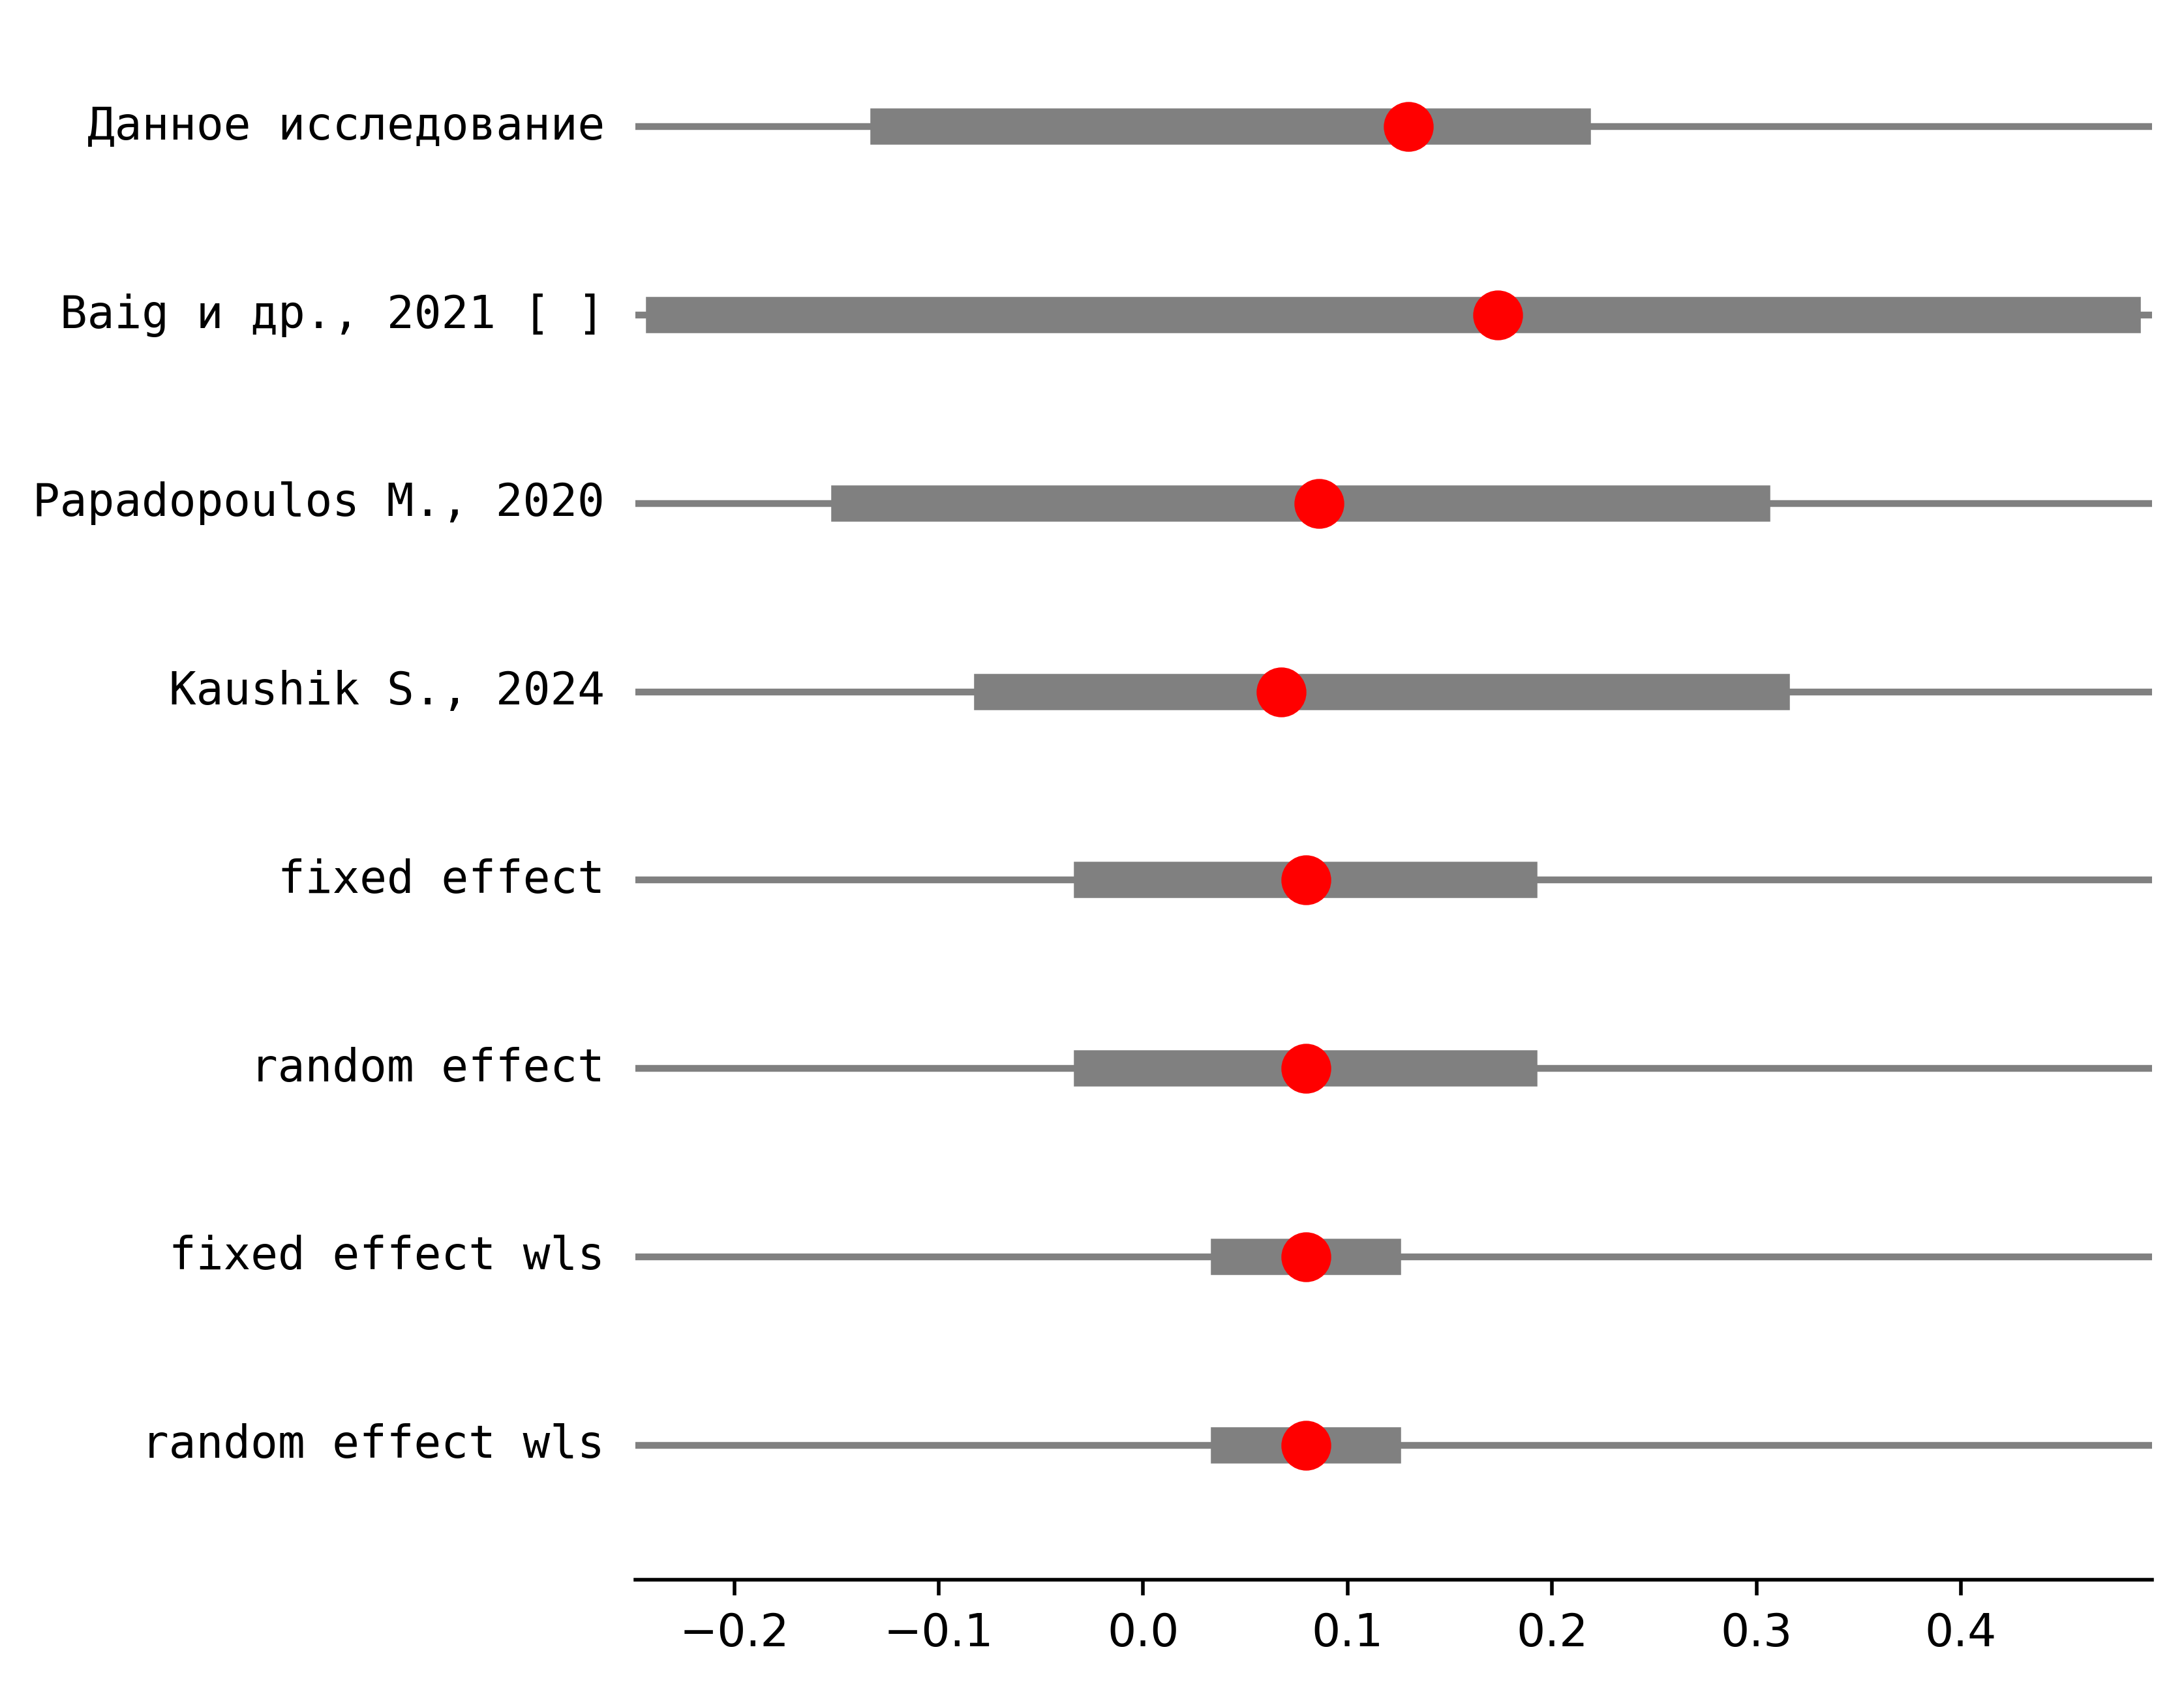 Данное исследование
Baig и др., 2021 [ ]
Papadopoulos M., 2020
Kaushik S., 2024
fixed effect
random effect
fixed effect wls
random effect wls
−0.2 −0.1 0.0 0.1 0.2 0.3 0.4